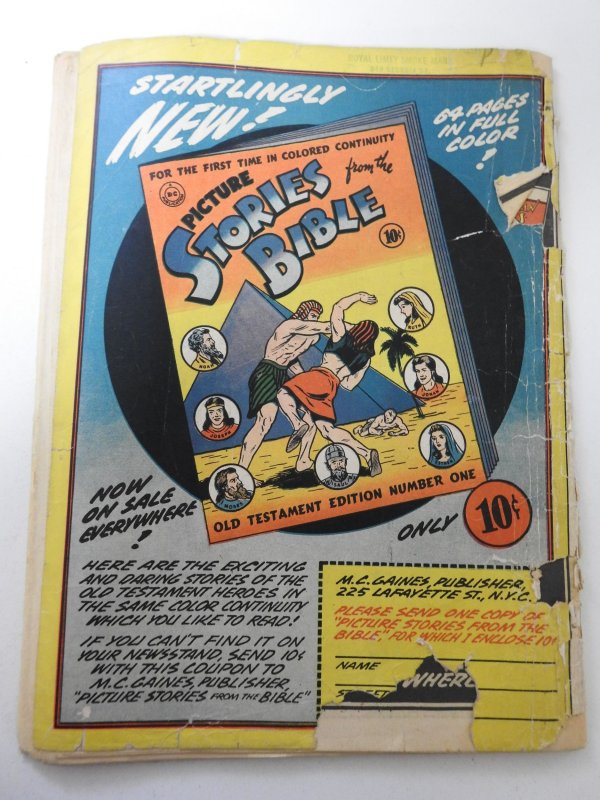 STARTLINGLY
NEW!
64 PAGES
IN FULL
COLOR
!
FOR THE FIRST TIME IN COLORED CONTINUITY
A
DC
PUBLICATION
PICTURE
STORIES
from the
BIBLE
10¢
NOAH
RUTH
JOSEPH
JONAH
MOSES
ESTHER
OLD TESTAMENT EDITION NUMBER ONE
NOW
ON SALE
EVERYWHERE
!
ONLY 10¢
HERE ARE THE EXCITING
AND DARING STORIES OF THE
OLD TESTAMENT HEROES IN
THE SAME COLOR CONTINUITY
WHICH YOU LIKE TO READ!
IF YOU CAN'T FIND IT ON
YOUR NEWSSTAND, SEND 10¢
WITH THIS COUPON TO
M.C. GAINES, PUBLISHER,
"PICTURE STORIES FROM THE BIBLE"
M.C. GAINES, PUBLISHER,
225 LAFAYETTE ST., N.Y.C.
PLEASE SEND ONE COPY OF
"PICTURE STORIES FROM THE
BIBLE," FOR WHICH I ENCLOSE 10¢
NAME
WHERE